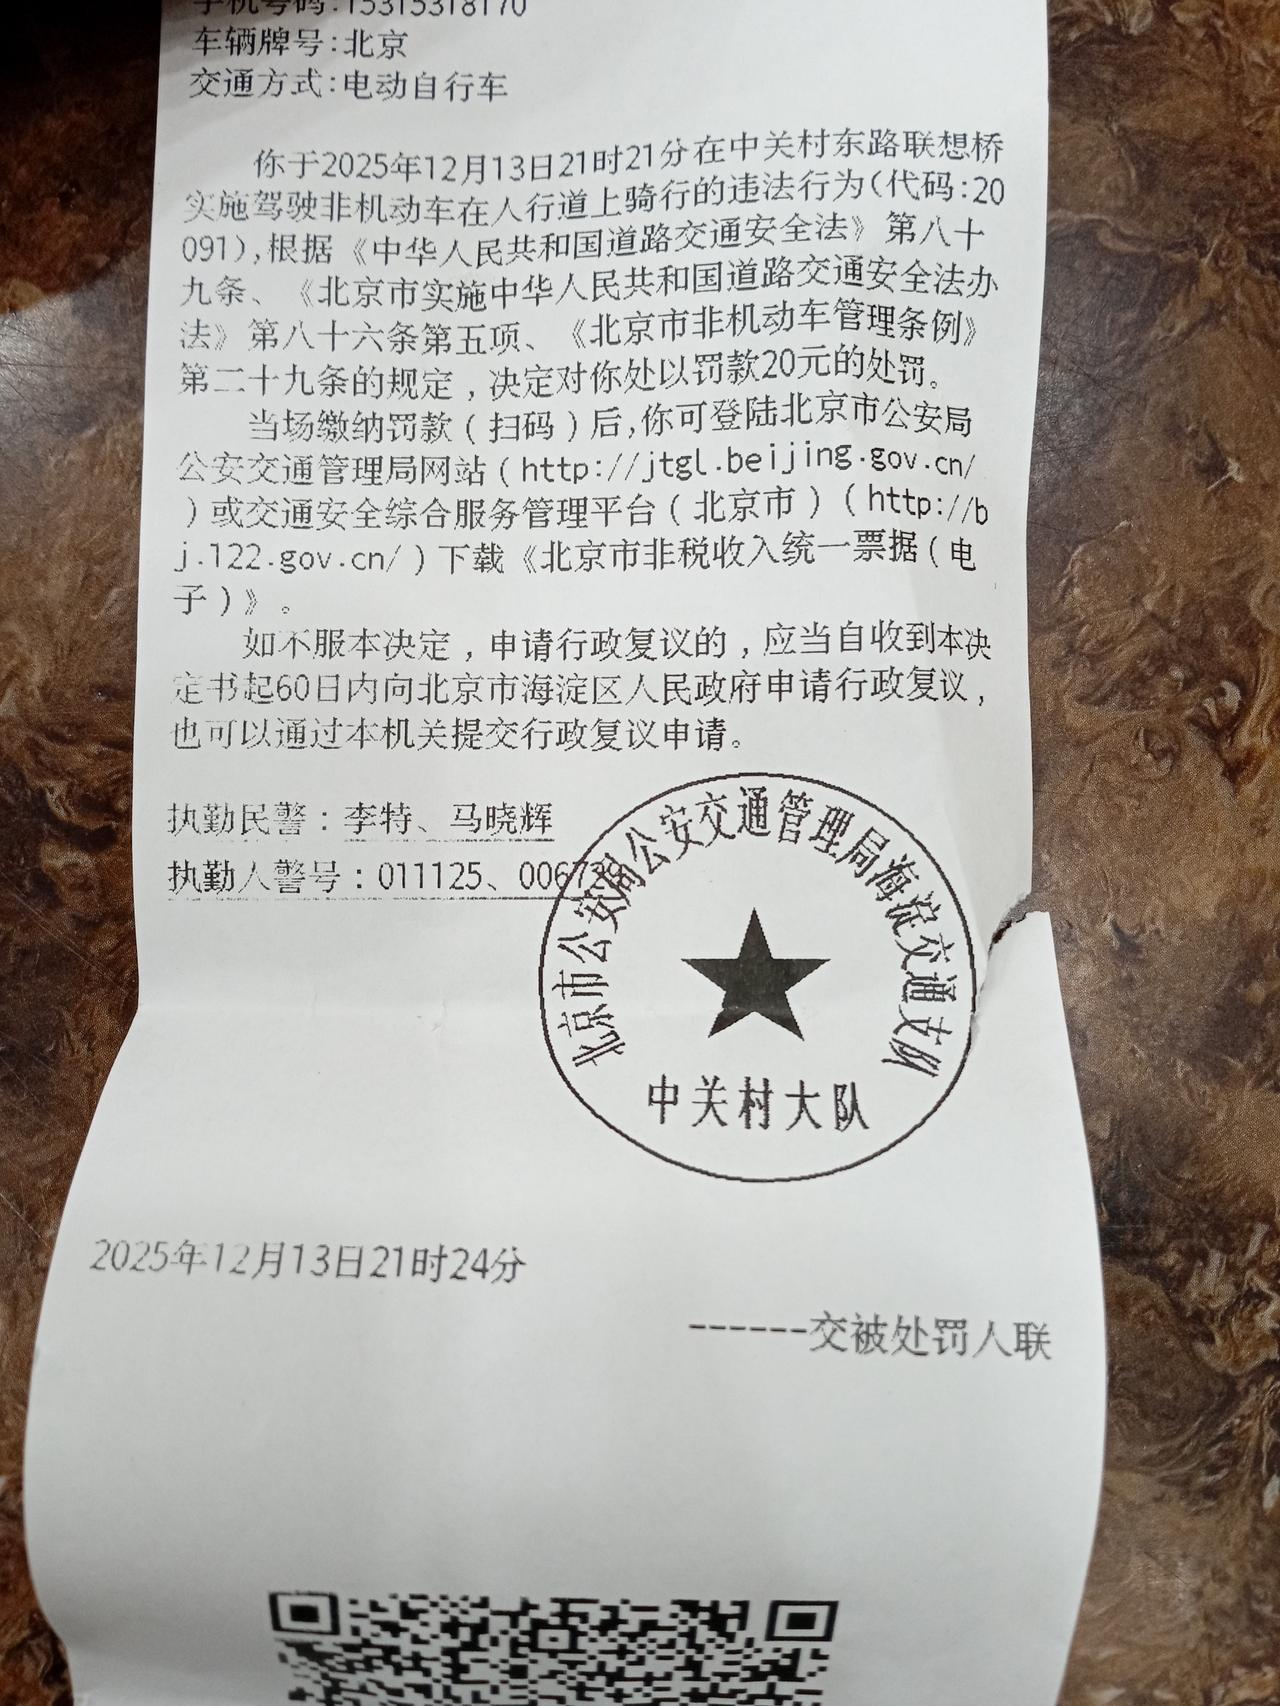 手机号码:15315318170
车辆牌号:北京
交通方式:电动自行车
你于2025年12月13日21时21分在中关村东路联想桥
实施驾驶非机动车在人行道上骑行的违法行为(代码:20
091),根据《中华人民共和国道路交通安全法》第八十
九条、《北京市实施中华人民共和国道路交通安全法办
法》第八十六条第五项、《北京市非机动车管理条例》
第二十九条的规定,决定对你处以罚款20元的处罚。
当场缴纳罚款(扫码)后,你可登陆北京市公安局
公安交通管理局网站(http://jtgl.beijing.gov.cn/
)或交通安全综合服务管理平台(北京市)(http://b
j.122.gov.cn/)下载《北京市非税收入统一票据(电
子)》。
如不服本决定,申请行政复议的,应当自收到本决
定书起60日内向北京市海淀区人民政府申请行政复议,
也可以通过本机关提交行政复议申请。
执勤民警:李特、马晓辉
执勤人警号:011125、00672
北京市公安局公安交通管理局海淀交通支队
中关村大队
2025年12月13日21时24分
------交被处罚人联